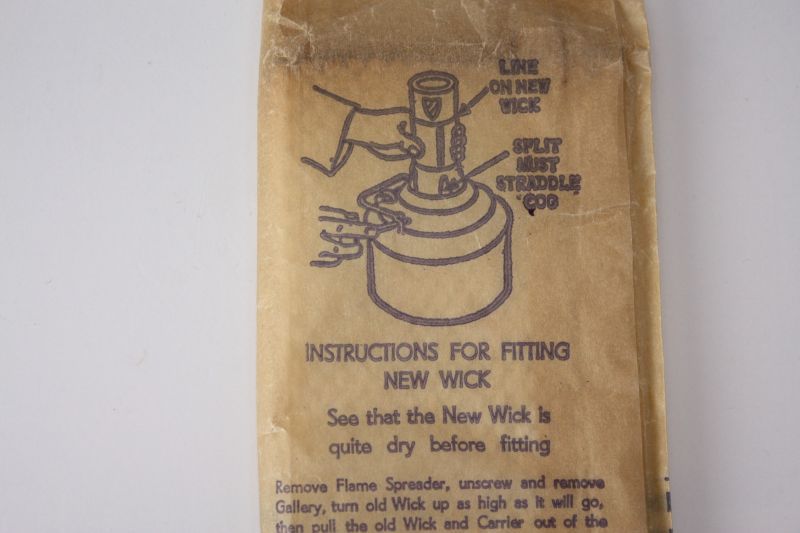 LINE
ON NEW
WICK
SPLIT
MUST
STRADDLE
COG
INSTRUCTIONS FOR FITTING
NEW WICK
See that the New Wick is
quite dry before fitting
Remove Flame Spreader, unscrew and remove
Gallery, turn old Wick up as high as it will go,
then pull the old Wick and Carrier out of the